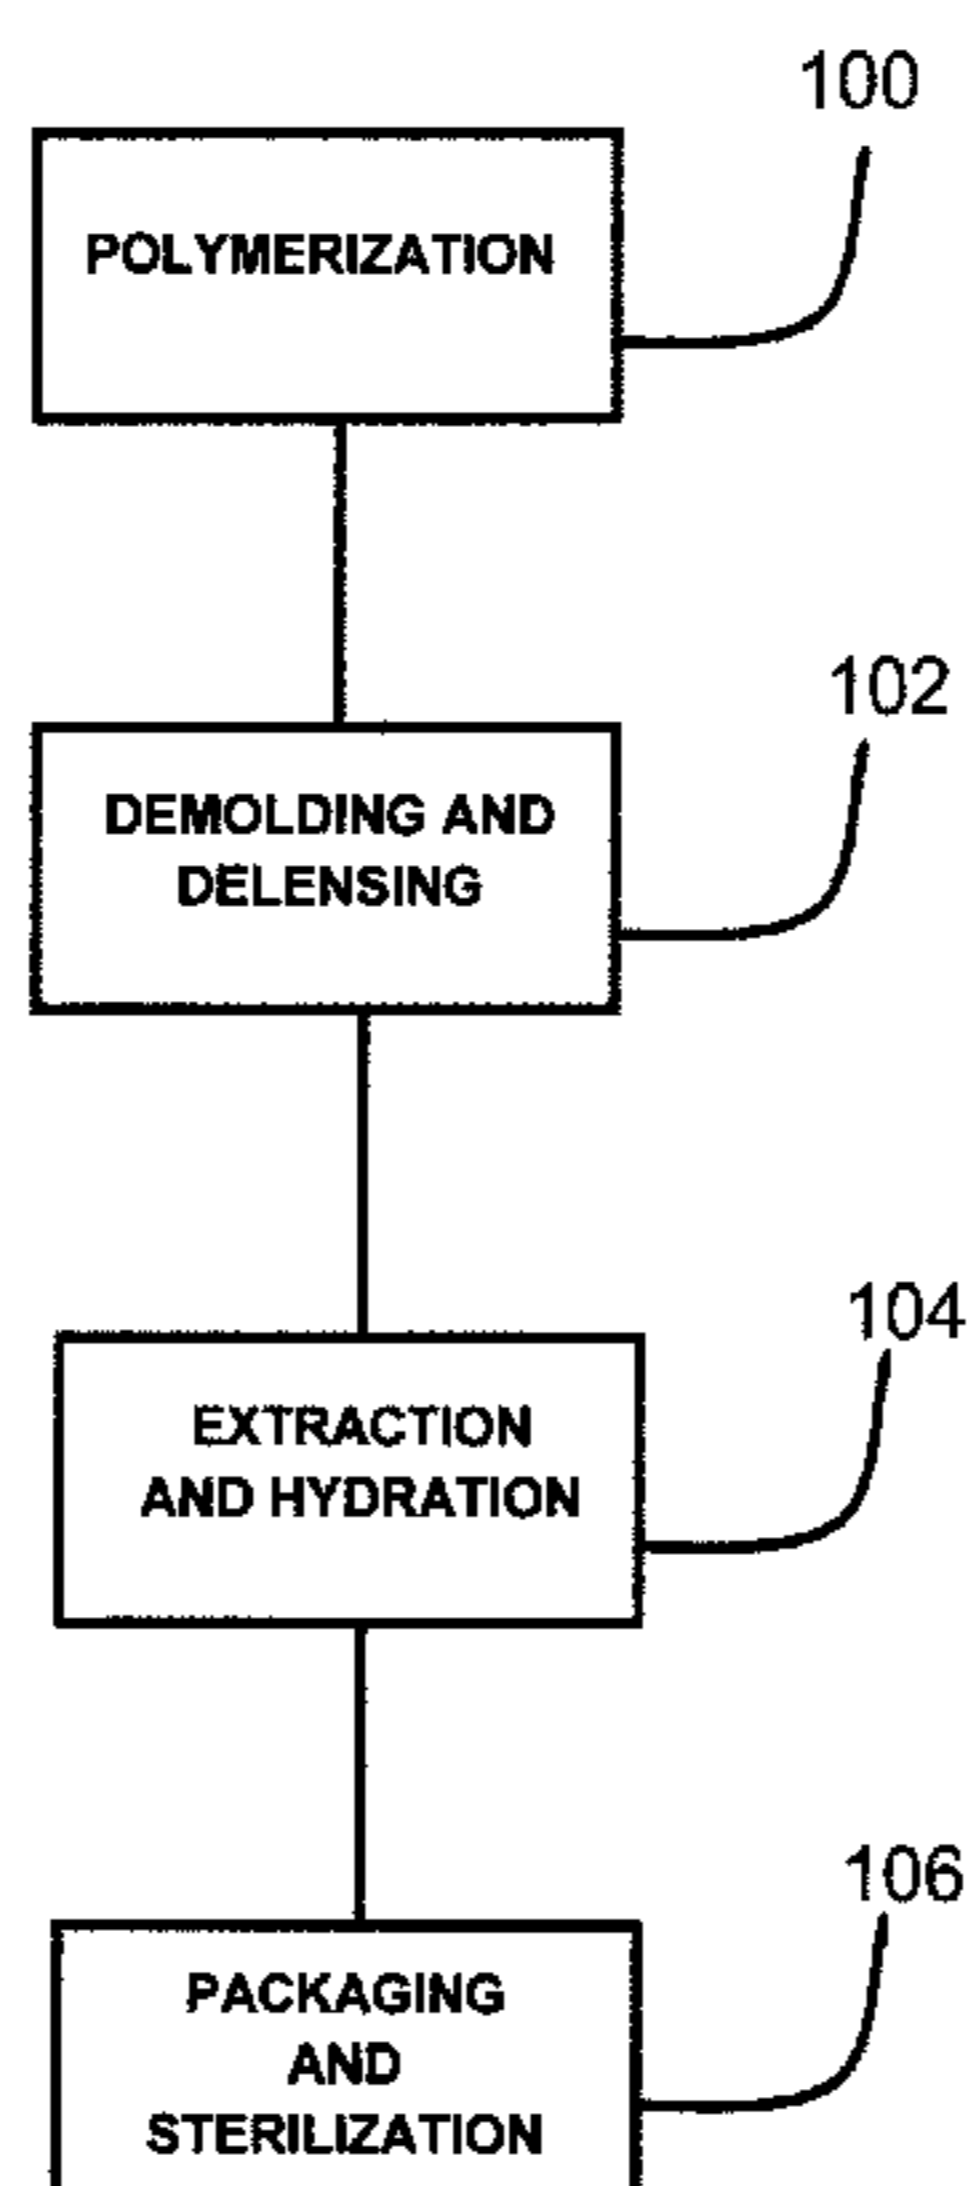 100
POLYMERIZATION
102
DEMOLDING AND
DELENSING
104
EXTRACTION
AND HYDRATION
106
PACKAGING
AND
STERILIZATION